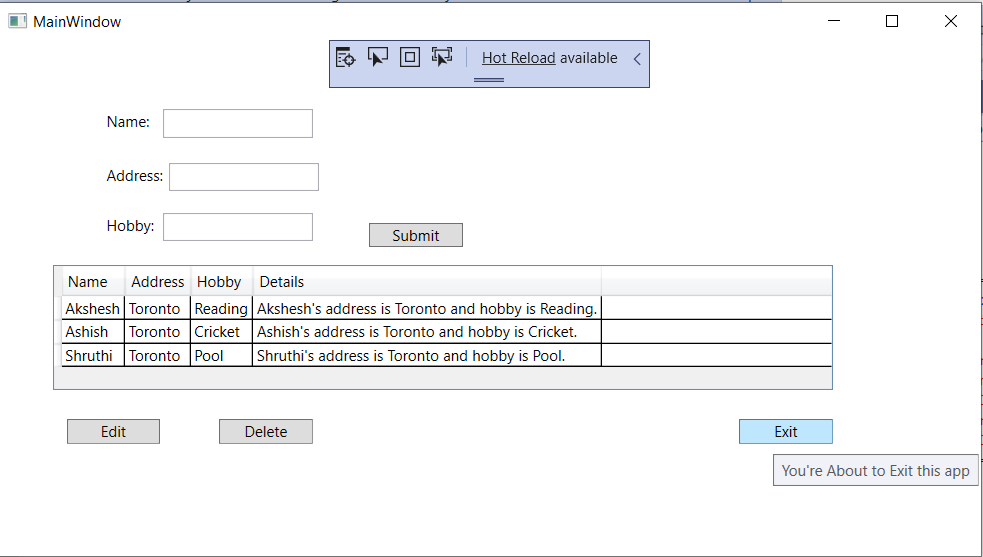 MainWindow
Hot Reload available
Name:
Address:
Hobby:
Submit
Name Address Hobby Details
Akshesh Toronto Reading Akshesh's address is Toronto and hobby is Reading.
Ashish Toronto Cricket Ashish's address is Toronto and hobby is Cricket.
Shruthi Toronto Pool Shruthi's address is Toronto and hobby is Pool.
Edit Delete Exit
You're About to Exit this app